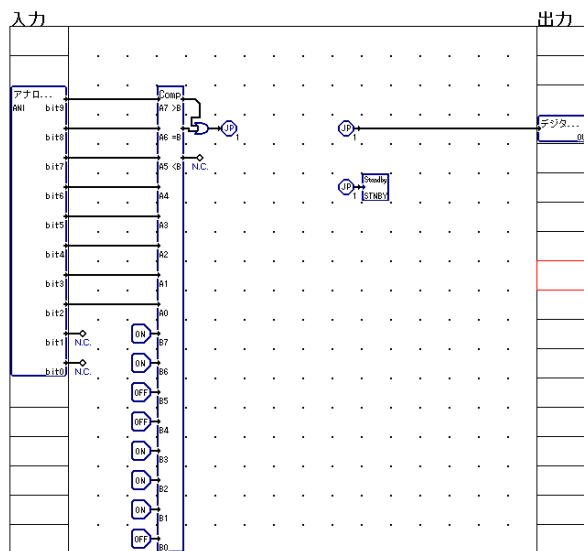 入力
出力
アナロ...
ANI
bit9
bit8
bit7
bit6
bit5
bit4
bit3
bit2
bit1
bit0
N.C.
N.C.
Comp
A7 >B
A6 =B
A5 <B
A4
A3
A2
A1
A0
B7
B6
B5
B4
B3
B2
B1
B0
ON
ON
OFF
OFF
ON
ON
ON
OFF
JP
1
N.C.
JP
1
JP
1
Standby
STNBY
デジタ...